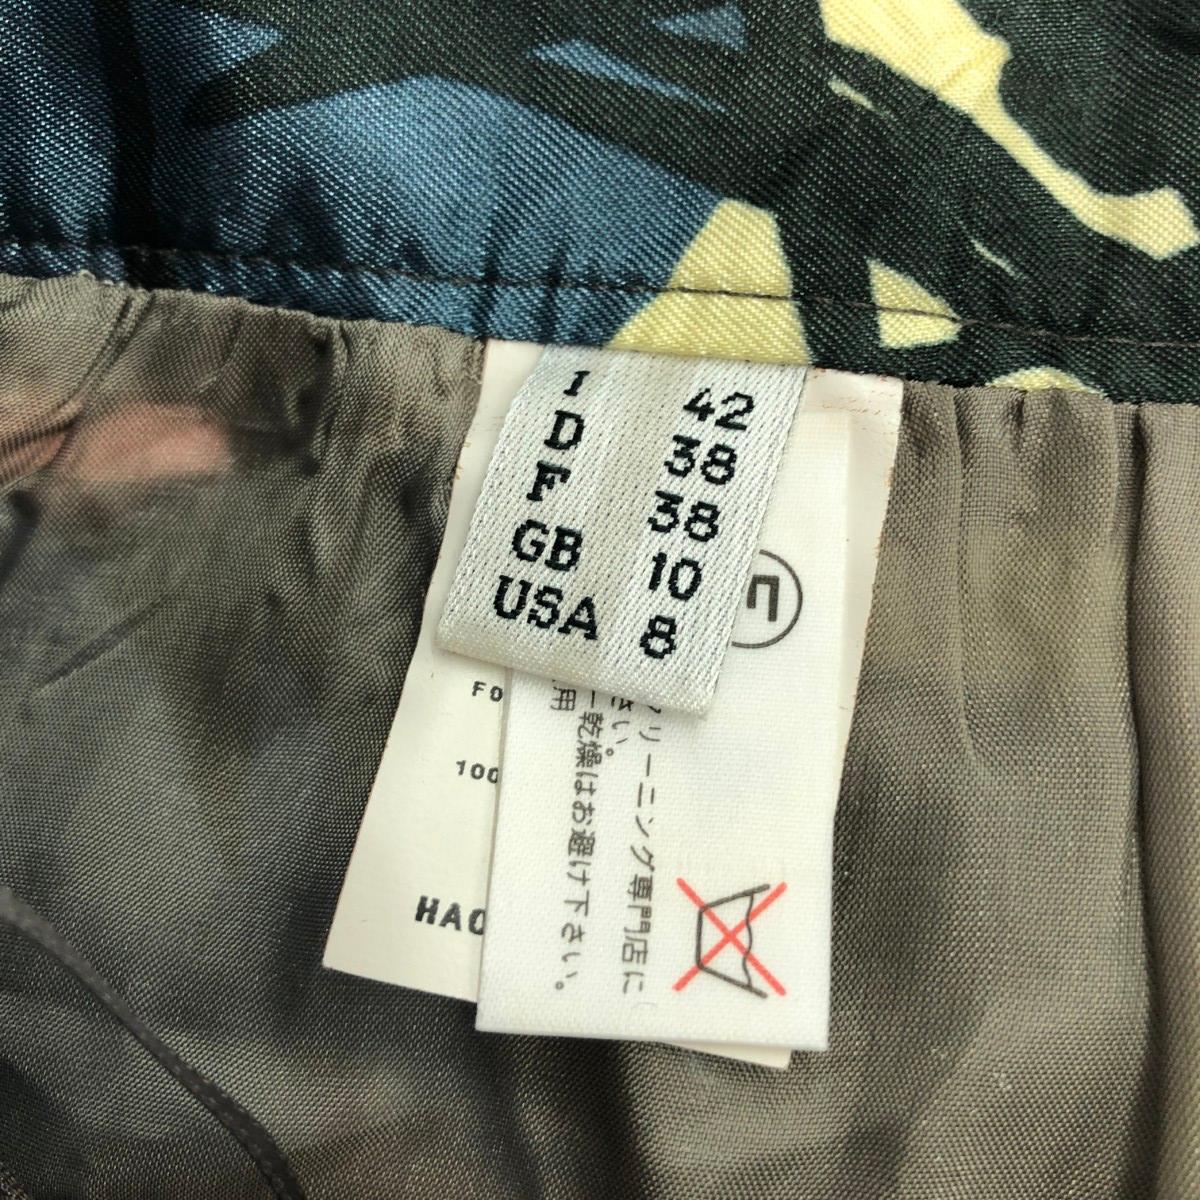 I 42
D 38
F 38
GB 10
USA 8
FO
100
HAC
リーニング専門店に
さい。
ー乾燥はお避け下さい。
用